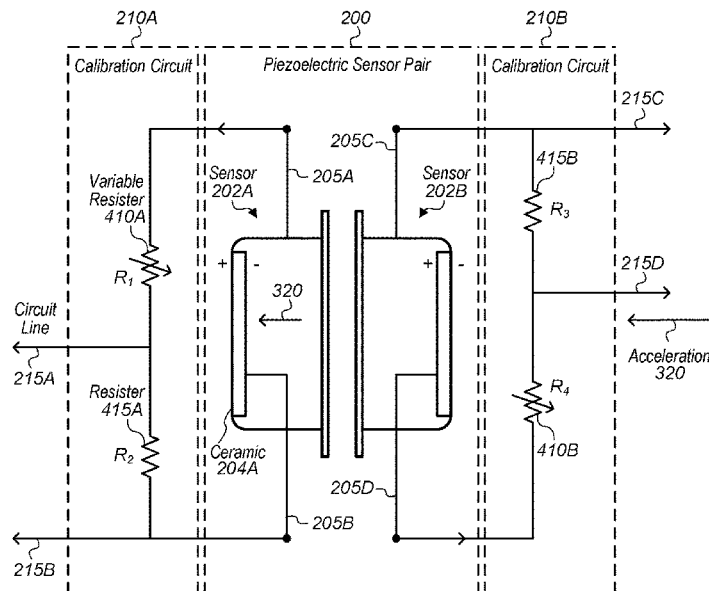 210A
200
210B
Calibration Circuit
Piezoelectric Sensor Pair
Calibration Circuit
215C
205C
415B
205A
Sensor
202A
Sensor
202B
Variable
Resister
410A
R3
+ -
+ -
215D
R1
320
Circuit
Line
Acceleration
320
215A
Resister
415A
R4
410B
R2
Ceramic
204A
205D
205B
215B